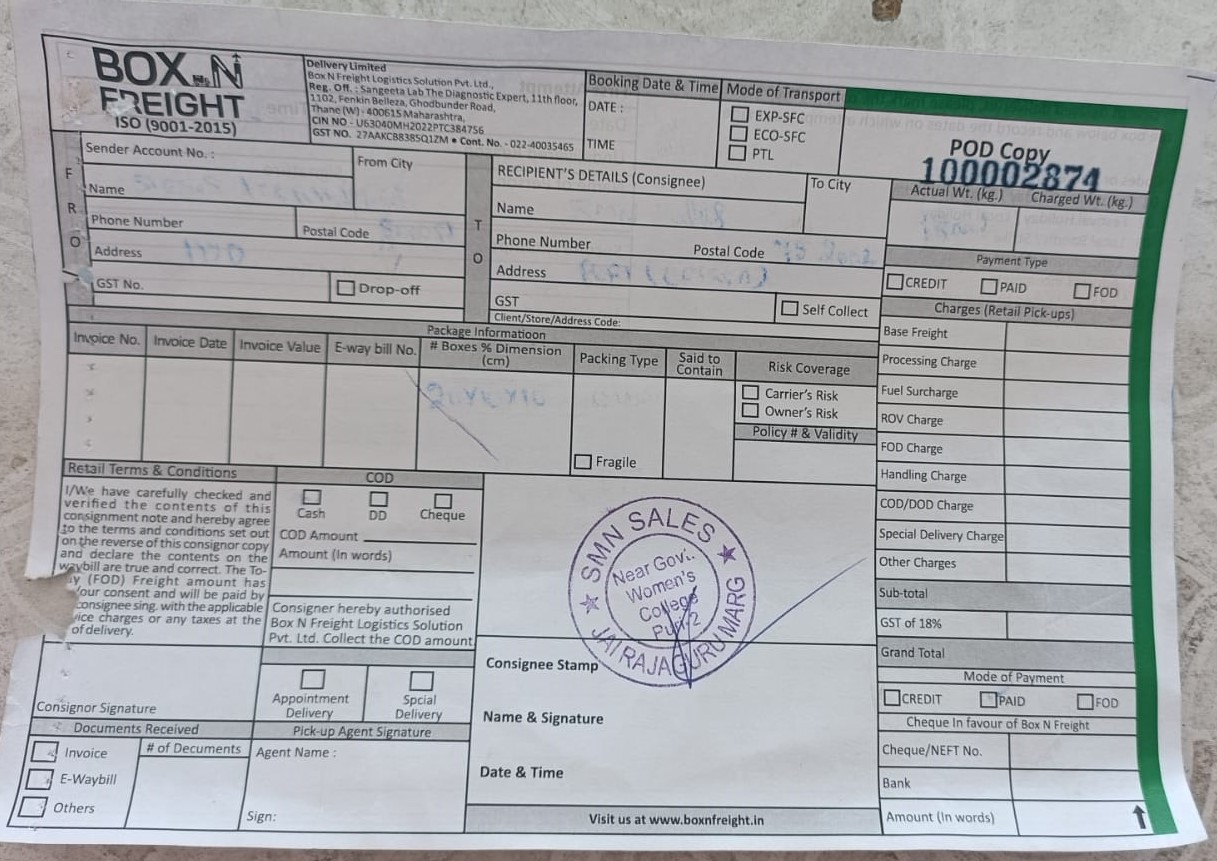 BOX N
FREIGHT
ISO (9001-2015)
Delivery Limited
Box N Freight Logistics Solution Pvt. Ltd.,
Reg. Off. : Sangeeta Lab The Diagnostic Expert, 11th floor,
1102, Fenkin Belleza, Ghodbunder Road,
Thane (W) - 400615 Maharashtra,
CIN NO - U63040MH2022PTC384756
GST NO. 27AAKCB8385Q1ZM • Cont. No. - 022-40035465
Booking Date & Time
DATE :
TIME
Mode of Transport
EXP-SFC
ECO-SFC
PTL
POD Copy
100002874
FROM
Sender Account No. :
From City
Name
Phone Number
Postal Code
Address
GST No.
Drop-off
TO
RECIPIENT'S DETAILS (Consignee)
To City
Name
Phone Number
Postal Code
Address
GST
Self Collect
Client/Store/Address Code:
Actual Wt. (kg.)
Charged Wt. (kg.)
Payment Type
CREDIT
PAID
FOD
Charges (Retail Pick-ups)
Base Freight
Processing Charge
Fuel Surcharge
ROV Charge
FOD Charge
Handling Charge
COD/DOD Charge
Special Delivery Charge
Other Charges
Sub-total
GST of 18%
Grand Total
Mode of Payment
CREDIT
PAID
FOD
Cheque In favour of Box N Freight
Cheque/NEFT No.
Bank
Amount (In words)
Package Informatioon
Invoice No.
Invoice Date
Invoice Value
E-way bill No.
# Boxes % Dimension
(cm)
Packing Type
Said to
Contain
Risk Coverage
Carrier's Risk
Owner's Risk
Policy # & Validity
Fragile
Retail Terms & Conditions
I/We have carefully checked and
verified the contents of this
consignment note and hereby agree
to the terms and conditions set out
on the reverse of this consignor copy
and declare the contents on the
waybill are true and correct. The To-
(FOD) Freight amount has
your consent and will be paid by
consignee sing. with the applicable
charges or any taxes at the
of delivery.
COD
Cash
DD
Cheque
COD Amount
Amount (In words)
Consigner hereby authorised
Box N Freight Logistics Solution
Pvt. Ltd. Collect the COD amount
Consignor Signature
Appointment
Delivery
Spcial
Delivery
Documents Received
Invoice
E-Waybill
Others
# of Decuments
Pick-up Agent Signature
Agent Name :
Sign:
SMN SALES
Near Govt.
Women's
College
Puri-2
JAI RAJAGURU MARG
Consignee Stamp
Name & Signature
Date & Time
Visit us at www.boxnfreight.in